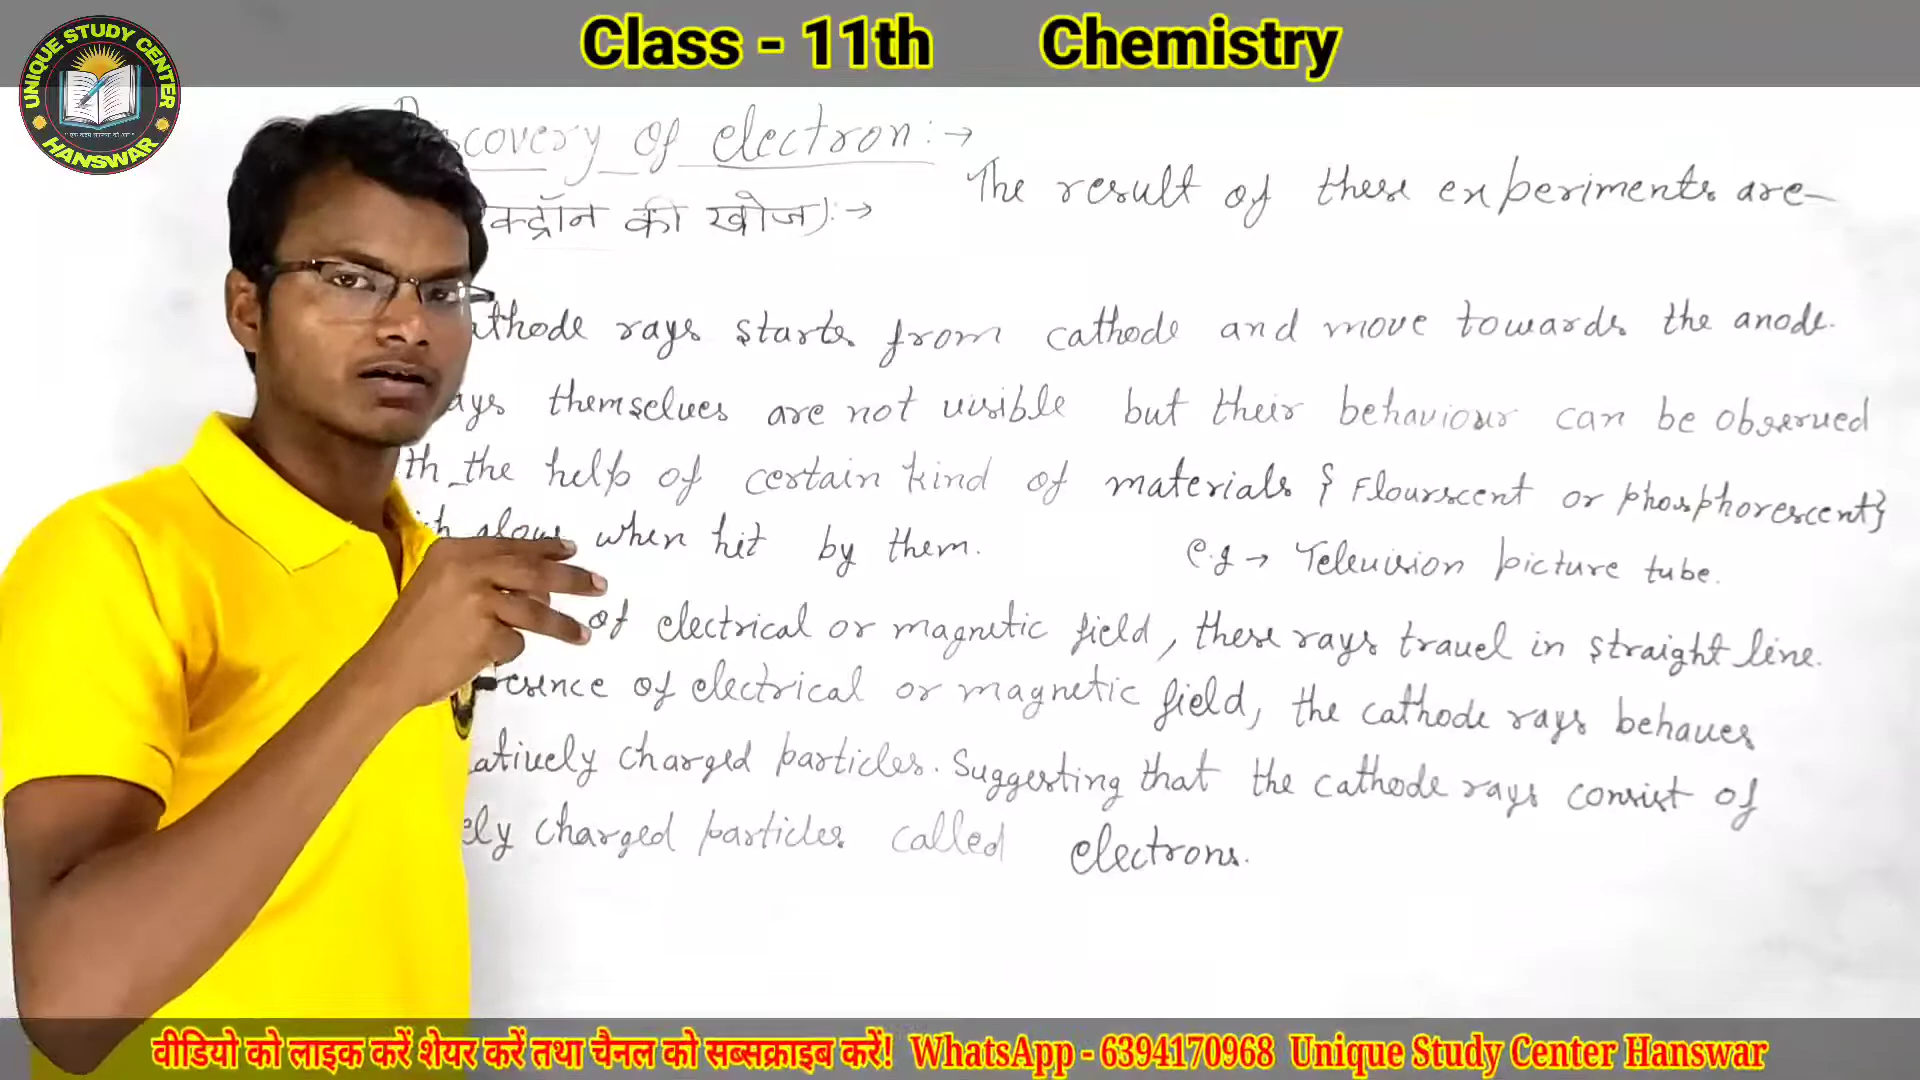 Class - 11th Chemistry
UNIQUE STUDY CENTER
HANSWAR
Discovery of electron:→
The result of these experiments are-
क्ट्रॉन की खोज):→
athode rays starts from cathode and move towards the anode.
ays themselves are not visible but their behaviour can be observed
th the help of certain kind of materials { Flourscent or phosphorescent}
glow when hit by them.
e.g → Television picture tube.
of electrical or magnetic field, these rays travel in straight line.
esence of electrical or magnetic field, the cathode rays behaves
atively charged particles. Suggesting that the cathode rays consist of
ely charged particles called electrons.
वीडियो को लाइक करें शेयर करें तथा चैनल को सब्सक्राइब करें! WhatsApp - 6394170968 Unique Study Center Hanswar